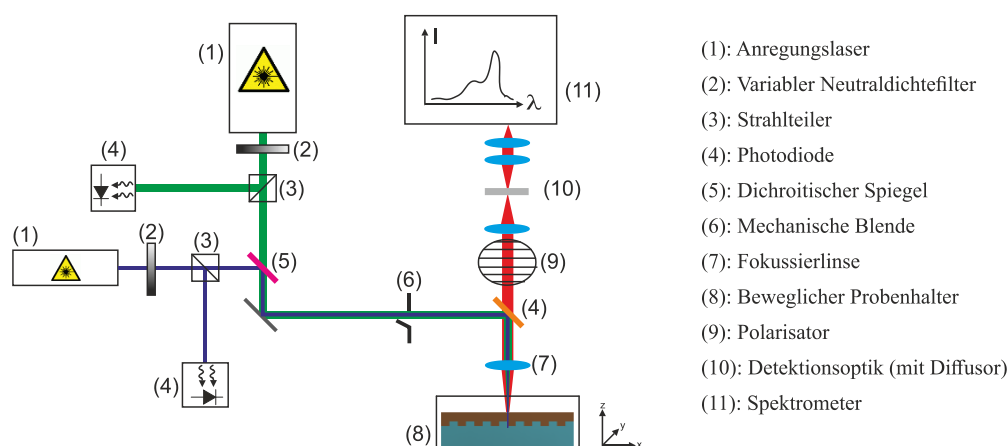 (1)
I
λ
(11)
(2)
(4)
(3)
(10)
(1)
(2)
(3)
(5)
(9)
(6)
(4)
(7)
(4)
(8)
z
y
x
(1): Anregungslaser
(2): Variabler Neutraldichtefilter
(3): Strahlteiler
(4): Photodiode
(5): Dichroitischer Spiegel
(6): Mechanische Blende
(7): Fokussierlinse
(8): Beweglicher Probenhalter
(9): Polarisator
(10): Detektionsoptik (mit Diffusor)
(11): Spektrometer